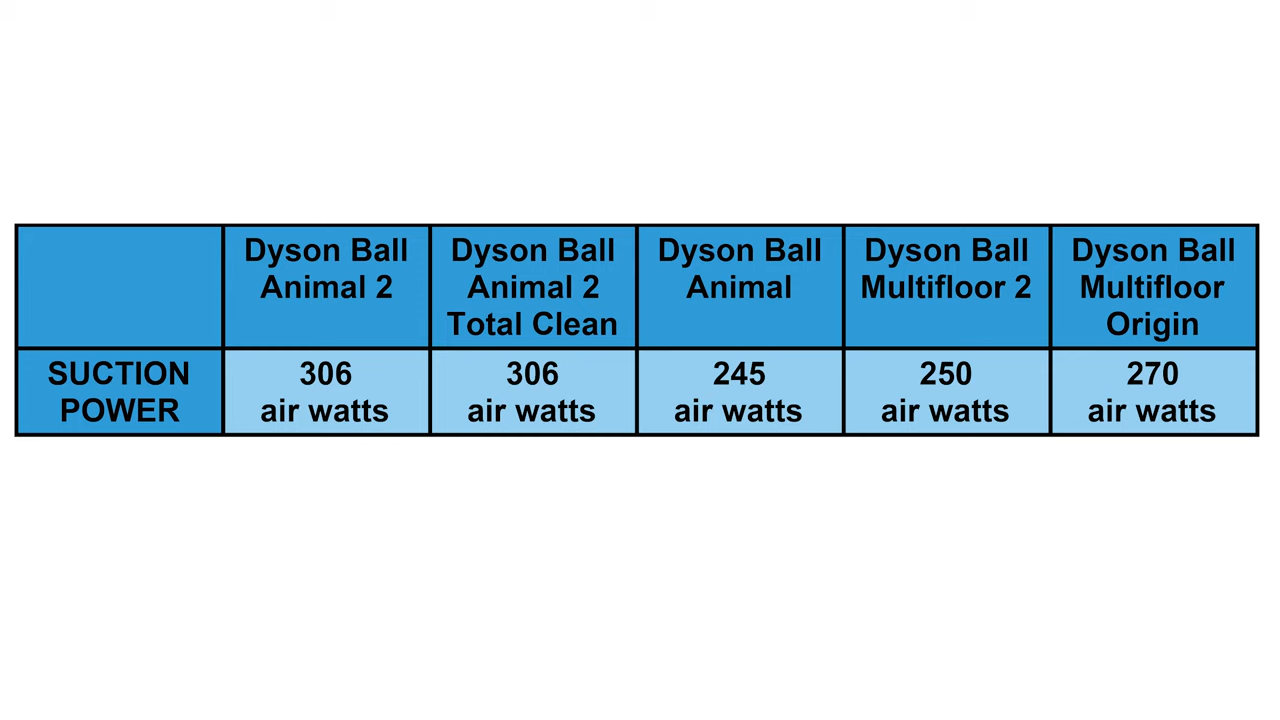 Dyson Ball
Animal 2
Dyson Ball
Animal 2
Total Clean
Dyson Ball
Animal
Dyson Ball
Multifloor 2
Dyson Ball
Multifloor
Origin
SUCTION
POWER
306
air watts
306
air watts
245
air watts
250
air watts
270
air watts